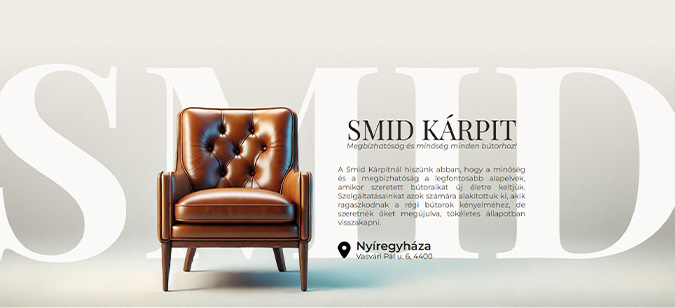 SMID
SMID KÁRPIT
Megbízhatóság és minőség minden bútorhoz!
A Smid Kárpitnál hiszünk abban, hogy a minőség
és a megbízhatóság a legfontosabb alapelvek,
amikor szeretett bútoraikat új életre keltjük.
Szolgáltatásainkat azok számára alakítottuk ki, akik
ragaszkodnak a régi bútorok kényelméhez, de
szeretnék őket megújulva, tökéletes állapotban
visszakapni.
Nyíregyháza
Vasvári Pál u. 6, 4400